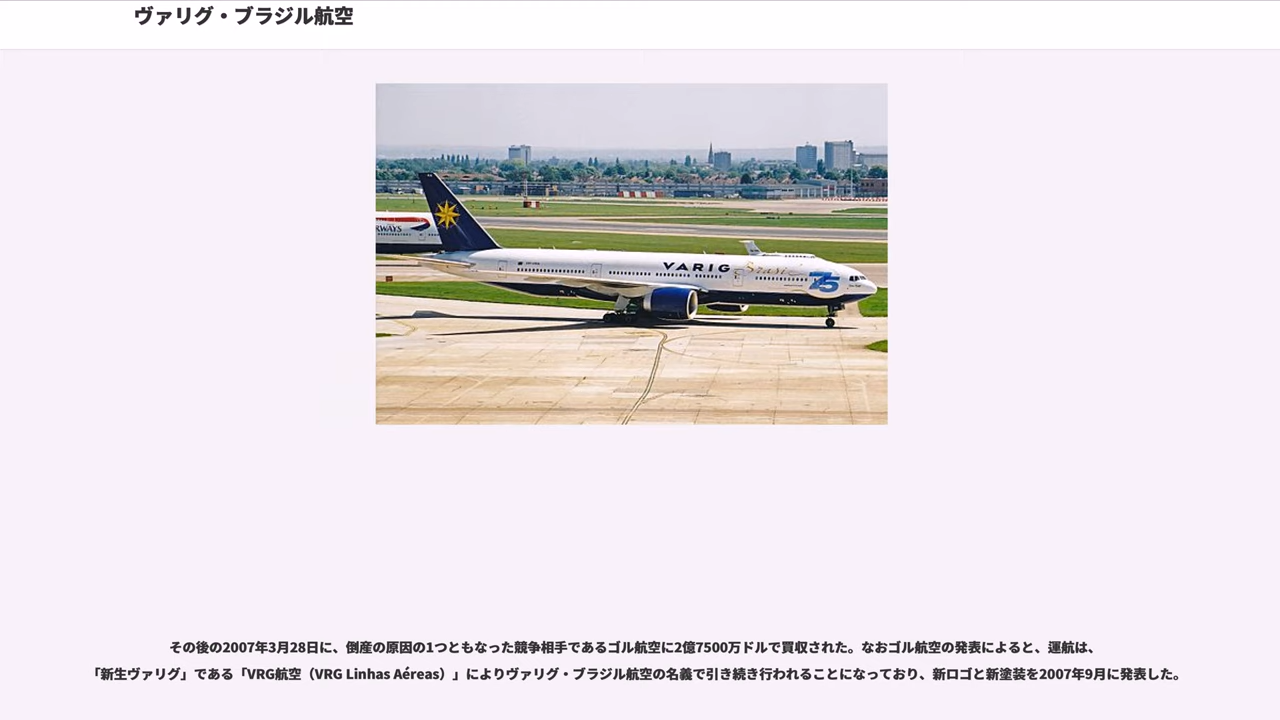 ヴァリグ・ブラジル航空
RWAYS
VARIG Brasil
75
その後の2007年3月28日に、倒産の原因の1つともなった競争相手であるゴル航空に2億7500万ドルで買収された。なおゴル航空の発表によると、運航は、
「新生ヴァリグ」である「VRG航空（VRG Linhas Aéreas）」によりヴァリグ・ブラジル航空の名義で引き続き行われることになっており、新ロゴと新塗装を2007年9月に発表した。